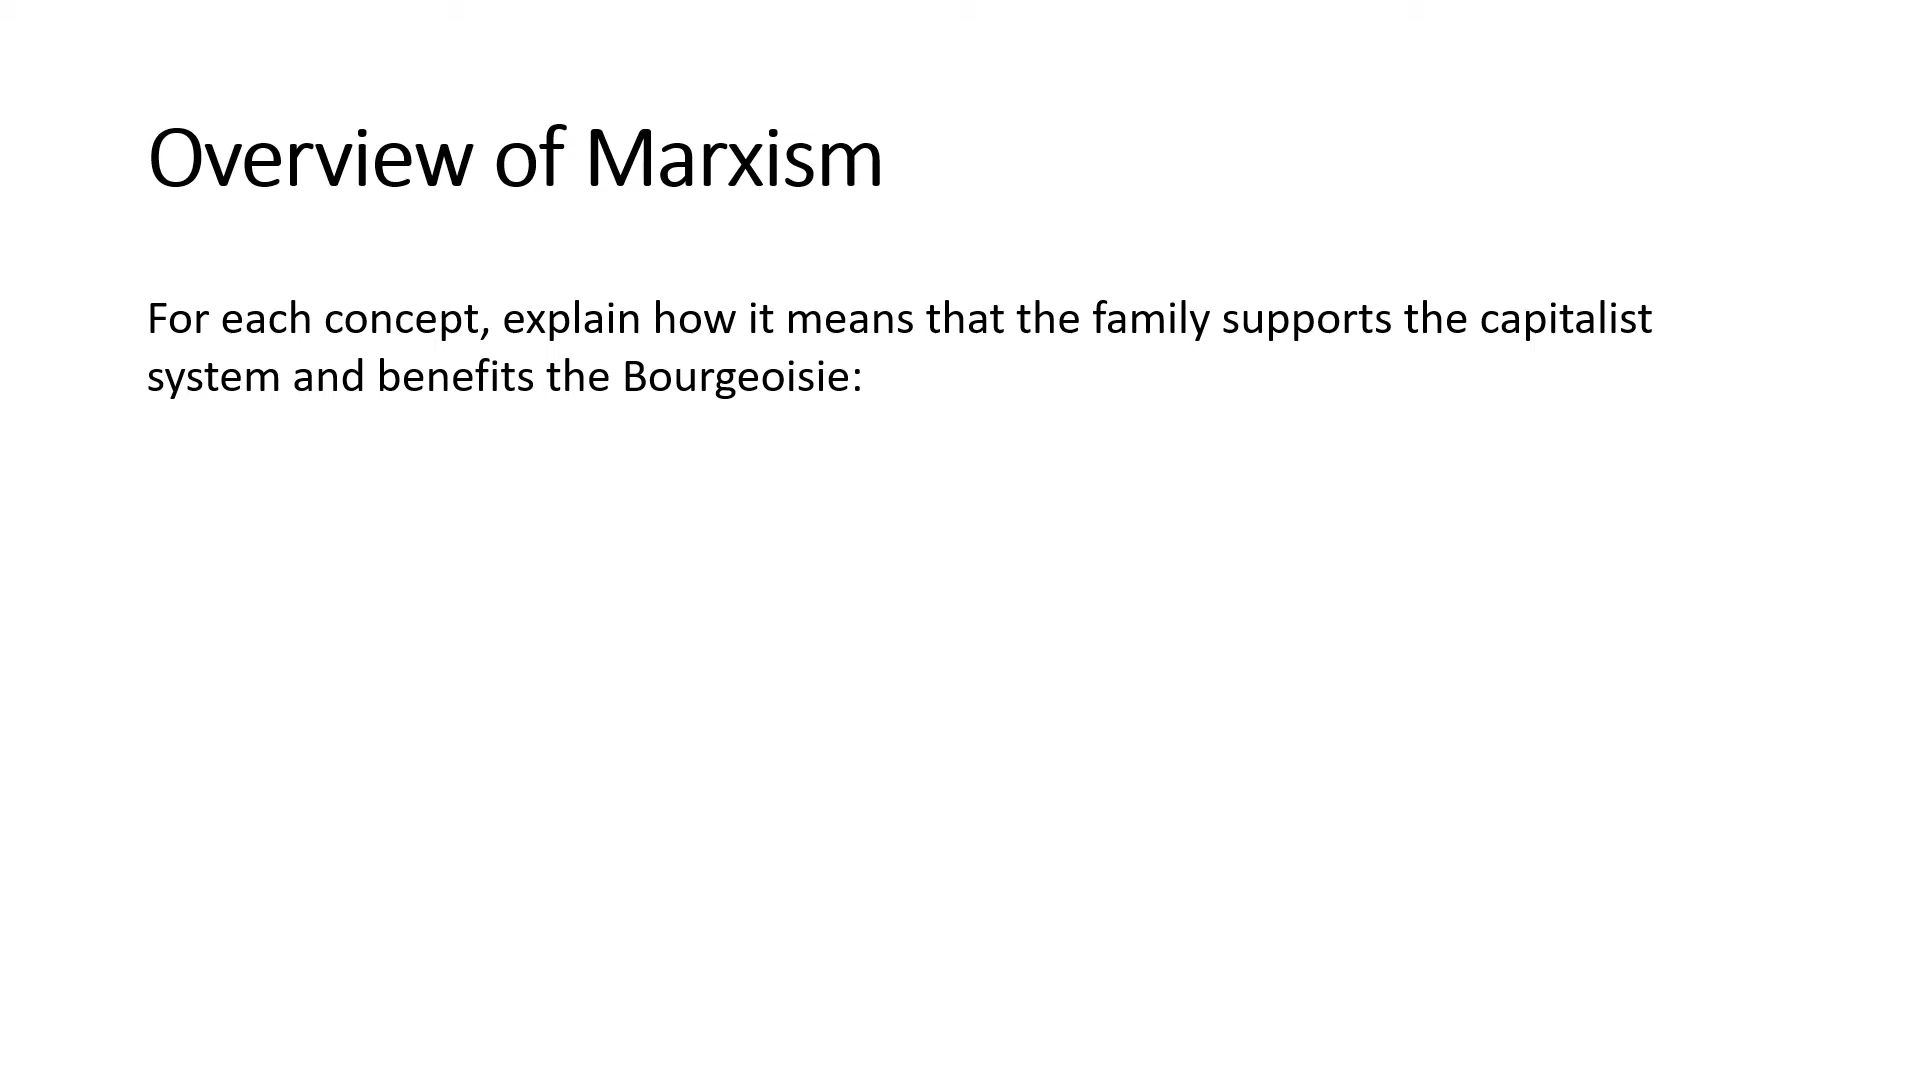 Overview of Marxism
For each concept, explain how it means that the family supports the capitalist
system and benefits the Bourgeoisie: